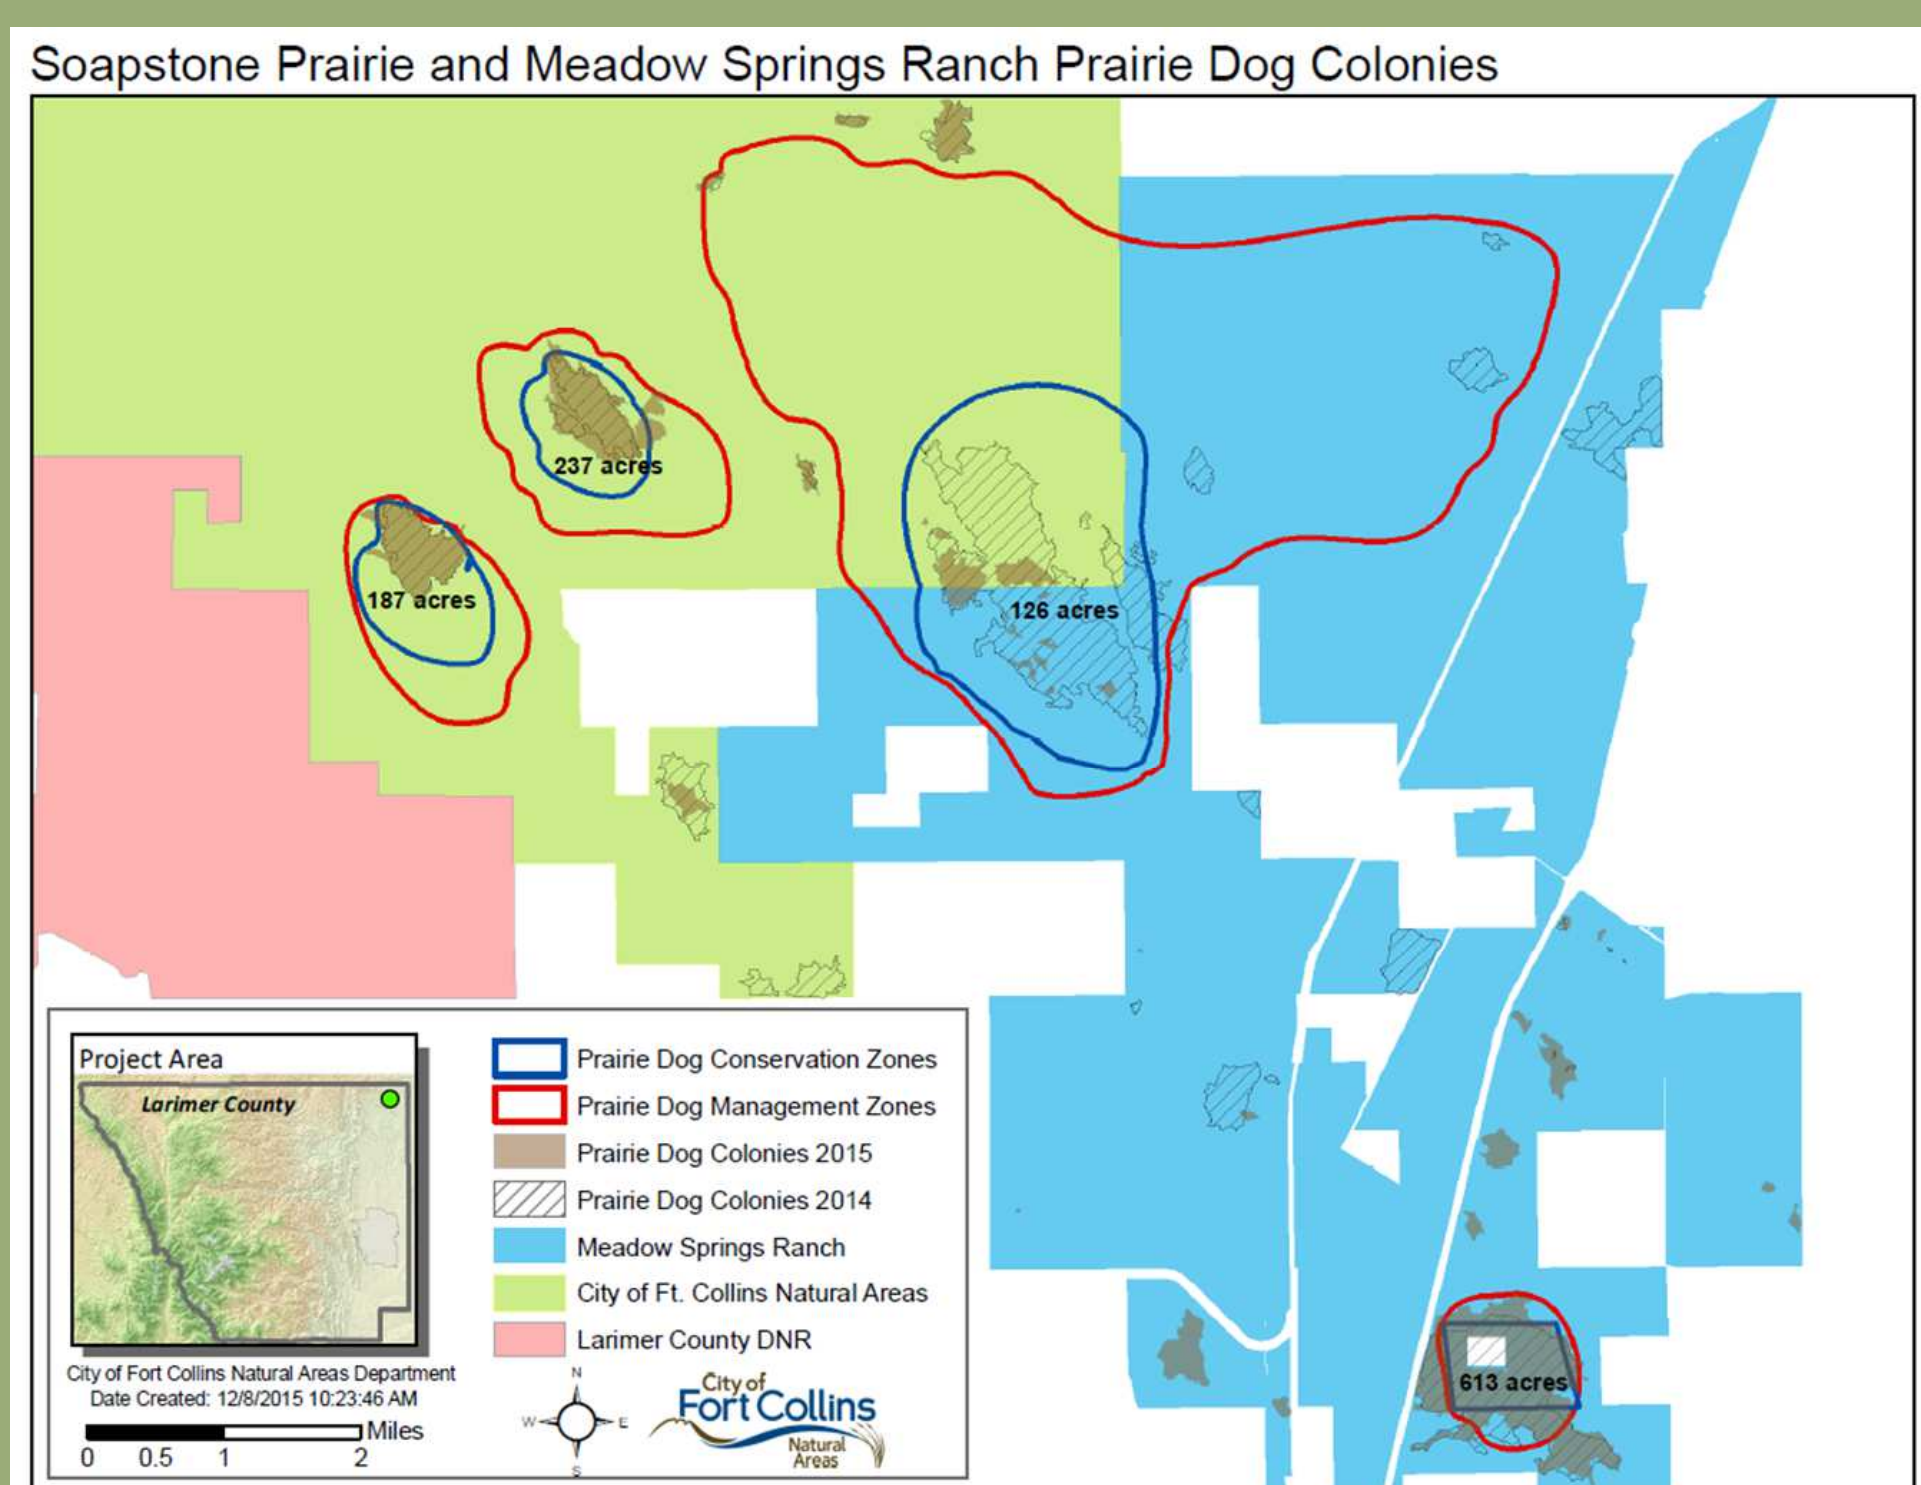 Soapstone Prairie and Meadow Springs Ranch Prairie Dog Colonies
237 acres
187 acres
126 acres
613 acres
Project Area
Larimer County
City of Fort Collins Natural Areas Department
Date Created: 12/8/2015 10:23:46 AM
Miles
0 0.5 1 2
Prairie Dog Conservation Zones
Prairie Dog Management Zones
Prairie Dog Colonies 2015
Prairie Dog Colonies 2014
Meadow Springs Ranch
City of Ft. Collins Natural Areas
Larimer County DNR
N
W E
S
City of
Fort Collins
Natural
Areas